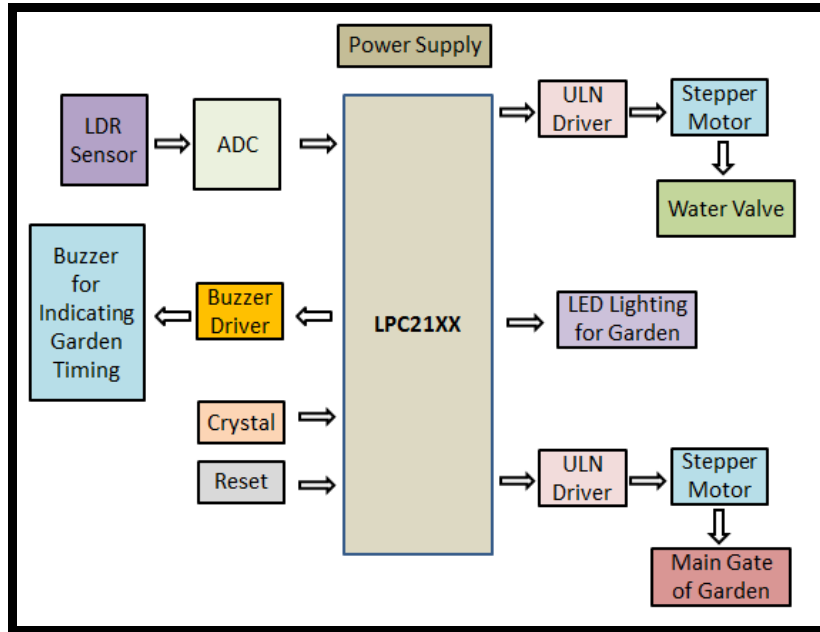 Power Supply
LDR
Sensor
ADC
ULN
Driver
Stepper
Motor
Water Valve
Buzzer
for
Indicating
Garden
Timing
Buzzer
Driver
LPC21XX
LED Lighting
for Garden
Crystal
Reset
ULN
Driver
Stepper
Motor
Main Gate
of Garden